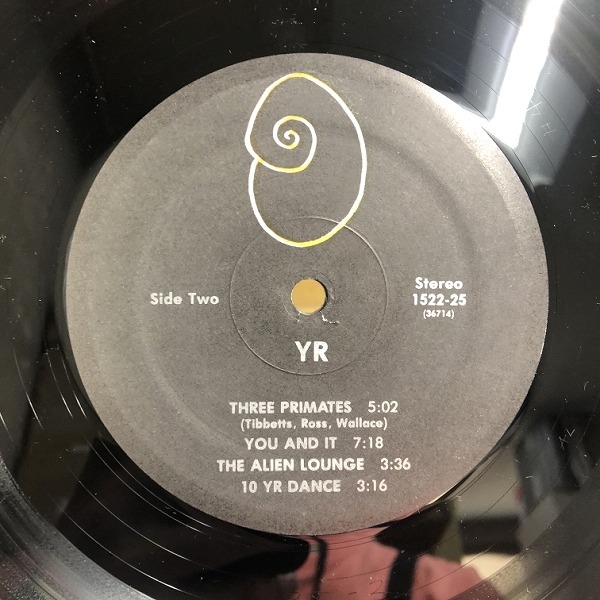 Side Two
Stereo
1522-25
(36714)
YR
THREE PRIMATES 5:02
(Tibbetts, Ross, Wallace)
YOU AND IT 7:18
THE ALIEN LOUNGE 3:36
10 YR DANCE 3:16